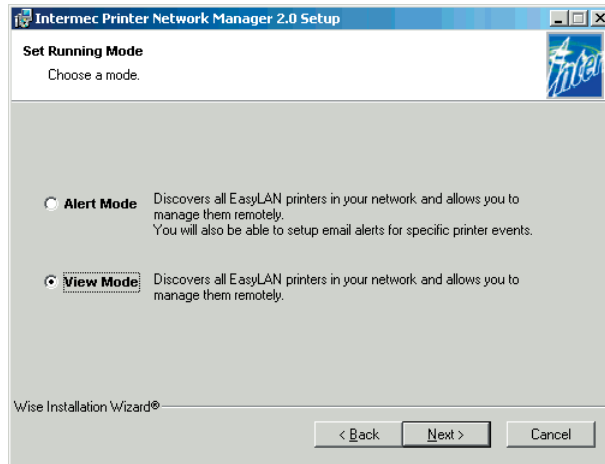 Intermec Printer Network Manager 2.0 Setup
Set Running Mode
Choose a mode.
Inter
Alert Mode
Discovers all EasyLAN printers in your network and allows you to
manage them remotely.
You will also be able to setup email alerts for specific printer events.
View Mode
Discovers all EasyLAN printers in your network and allows you to
manage them remotely.
Wise Installation Wizard®
< Back
Next >
Cancel